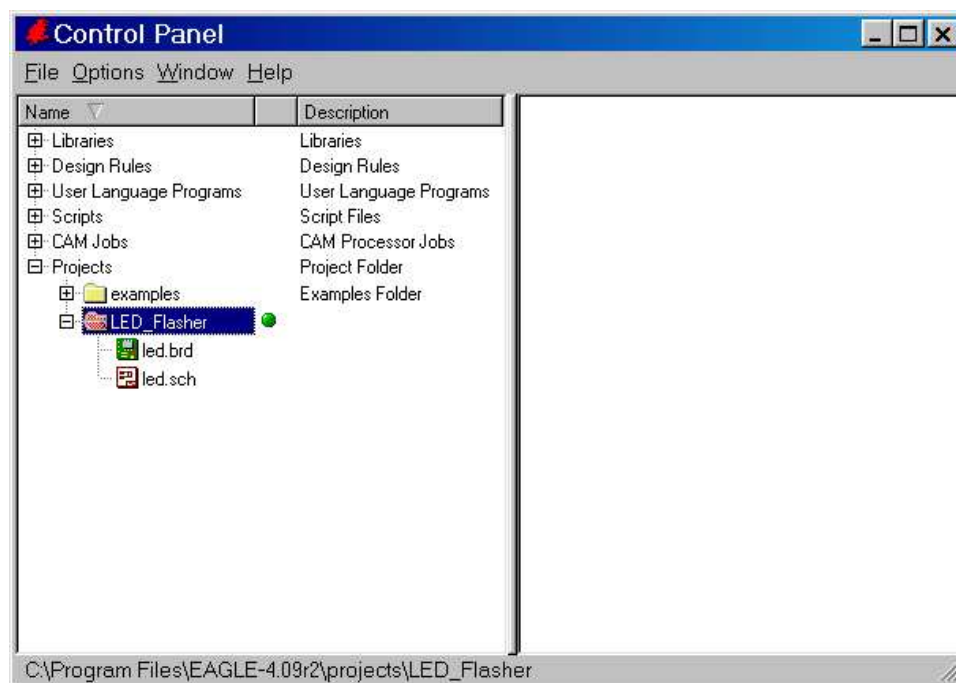 Control Panel
File Options Window Help
Name Description
Libraries Libraries
Design Rules Design Rules
User Language Programs User Language Programs
Scripts Script Files
CAM Jobs CAM Processor Jobs
Projects Project Folder
examples Examples Folder
LED_Flasher
led.brd
led.sch
C:\Program Files\EAGLE-4.09r2\projects\LED_Flasher